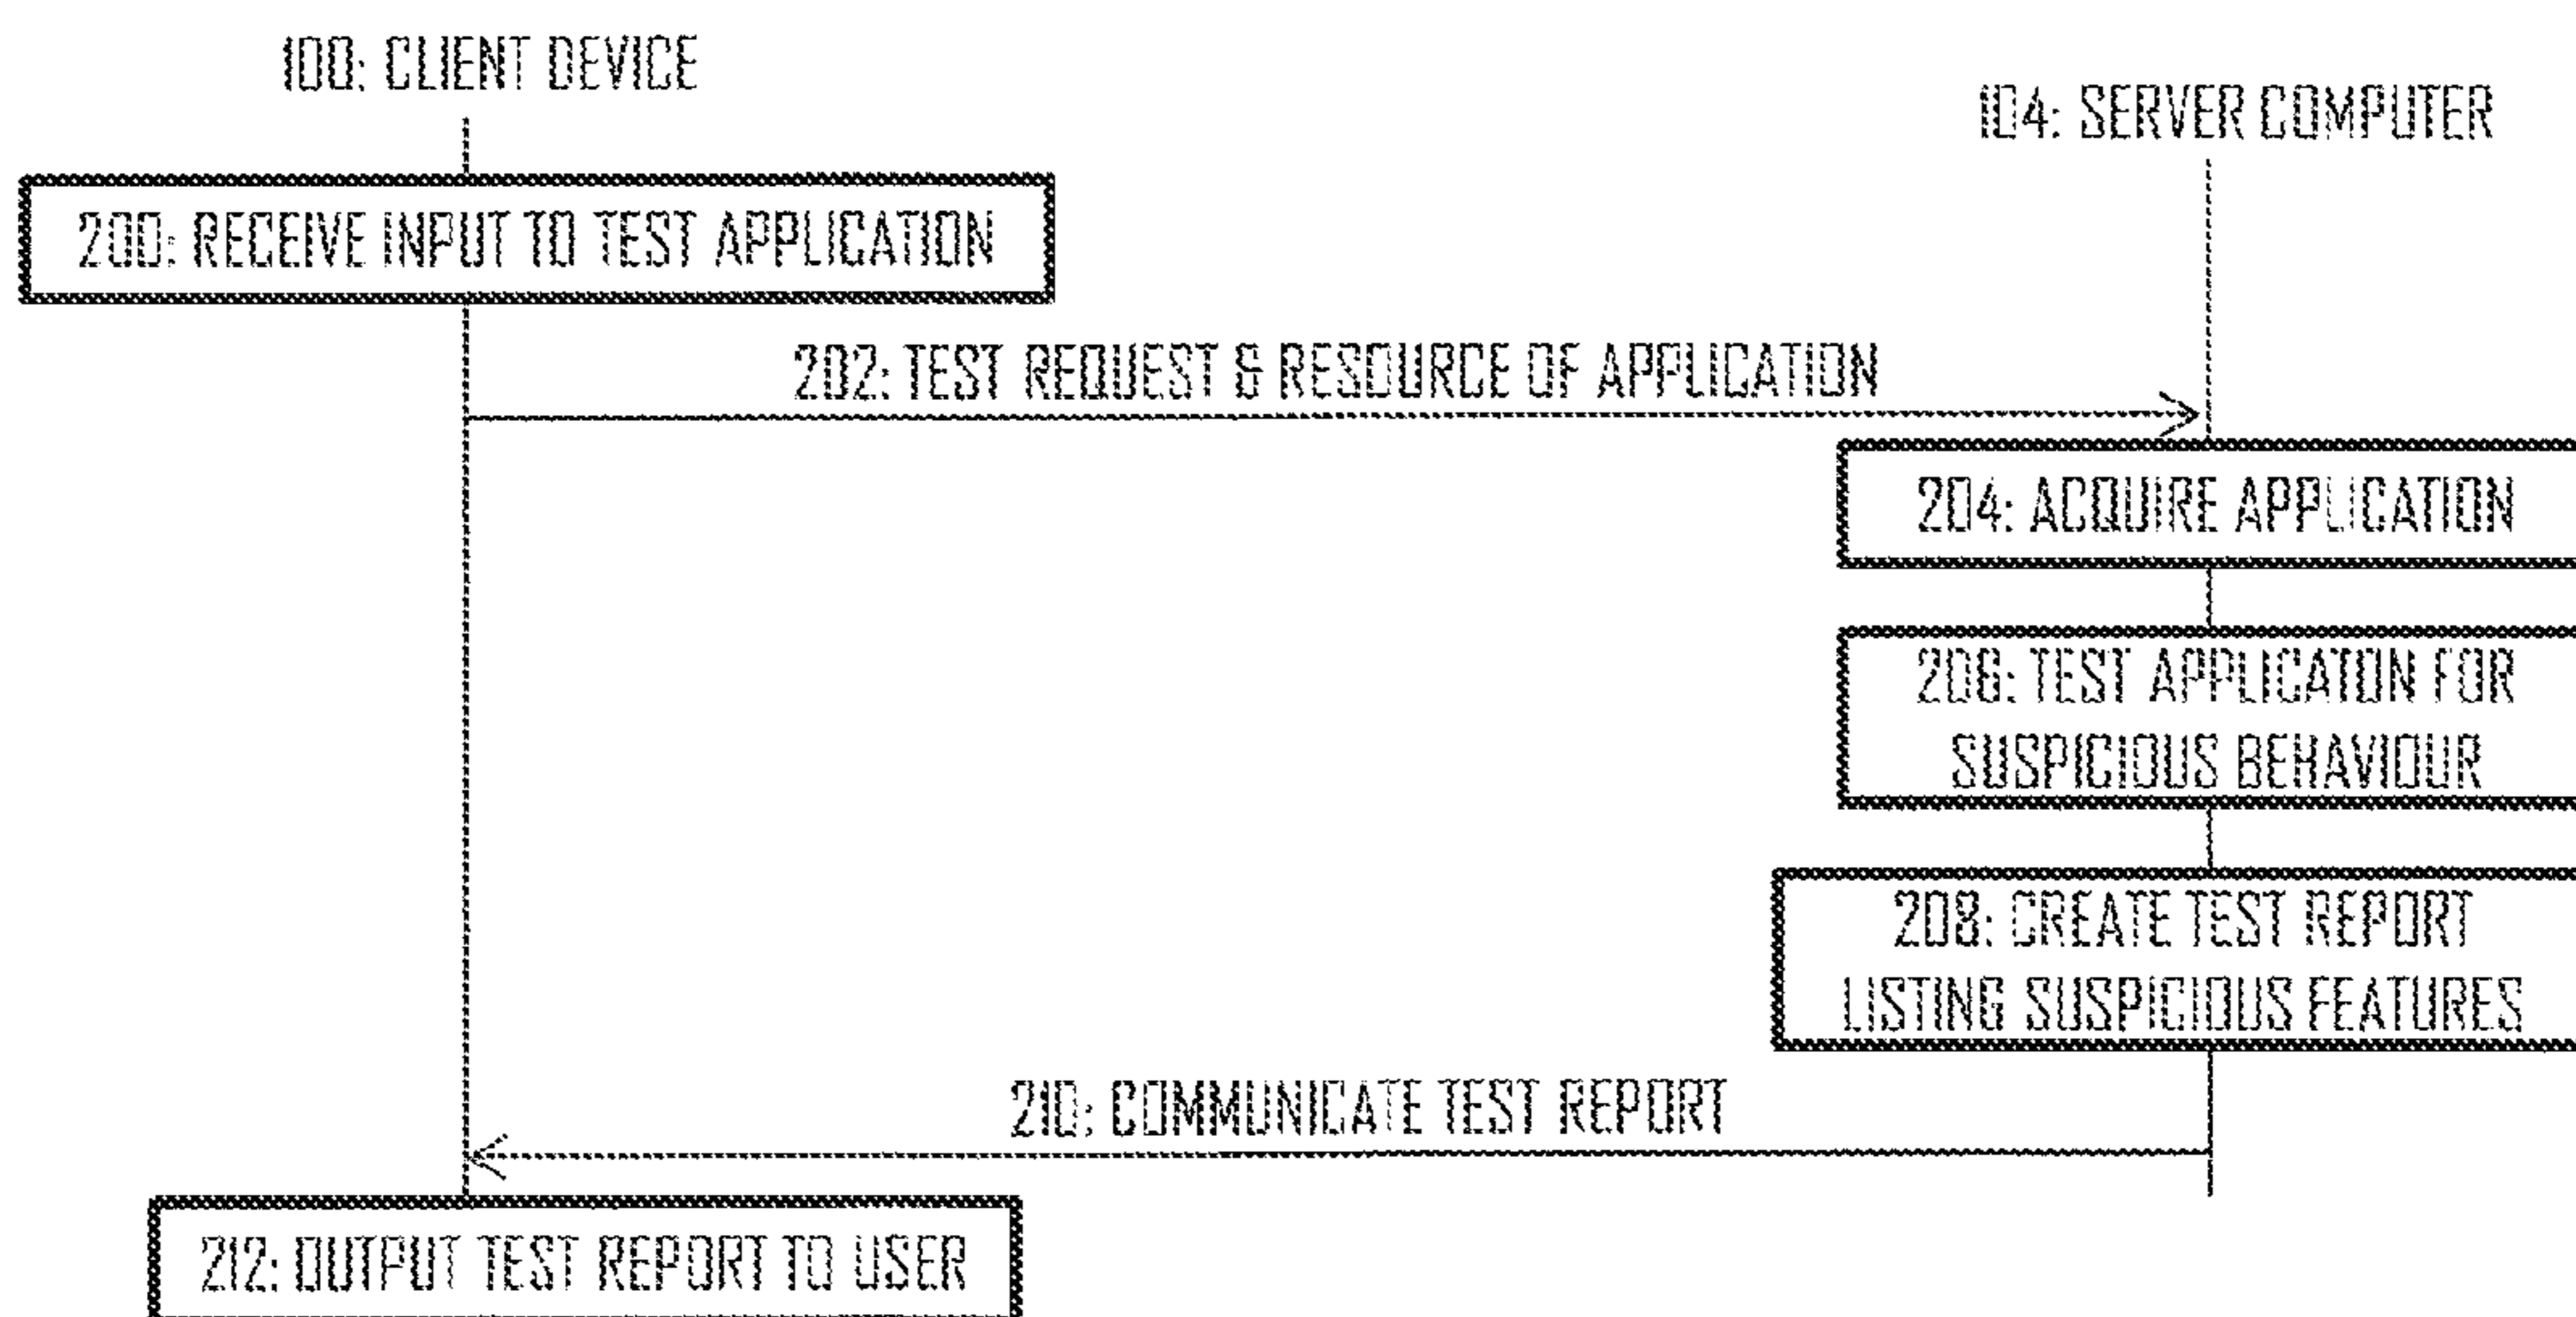 100: CLIENT DEVICE
104: SERVER COMPUTER
200: RECEIVE INPUT TO TEST APPLICATION
202: TEST REQUEST & RESOURCE OF APPLICATION
204: ACQUIRE APPLICATION
206: TEST APPLICATON FOR
SUSPICIOUS BEHAVIOUR
208: CREATE TEST REPORT
LISTING SUSPICIOUS FEATURES
210: COMMUNICATE TEST REPORT
212: OUTPUT TEST REPORT TO USER